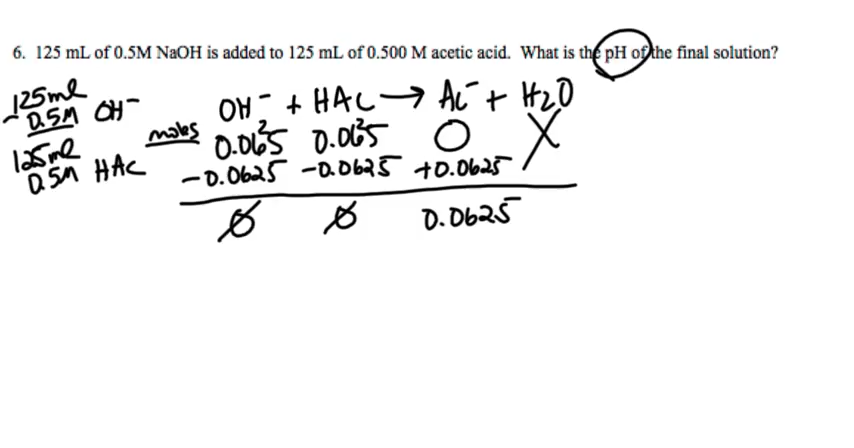 6. 125 mL of 0.5M NaOH is added to 125 mL of 0.500 M acetic acid. What is the pH of the final solution?
125ml
0.5M OH⁻
125ml
0.5M HAC
OH⁻ + HAC → AC⁻ + H2O
moles 0.0625 0.0625 0 X
-0.0625 -0.0625 +0.0625
0 0 0.0625